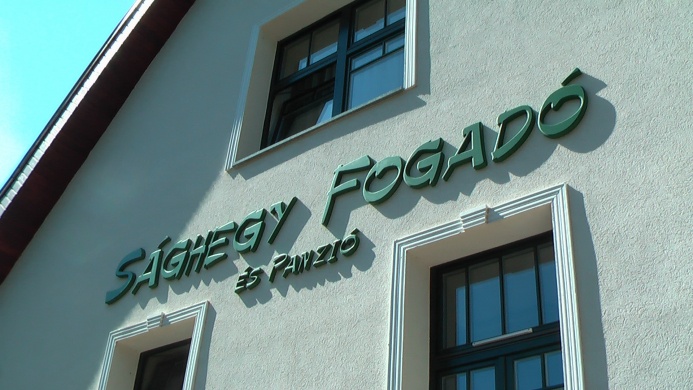 SÁGHEGY FOGADÓ
ÉS PANZIÓ